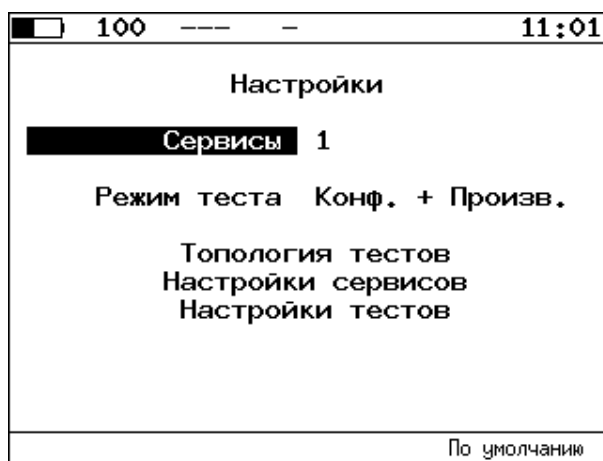 100 --- - 11:01
Настройки
Сервисы 1
Режим теста Конф. + Произв.
Топология тестов
Настройки сервисов
Настройки тестов
По умолчанию